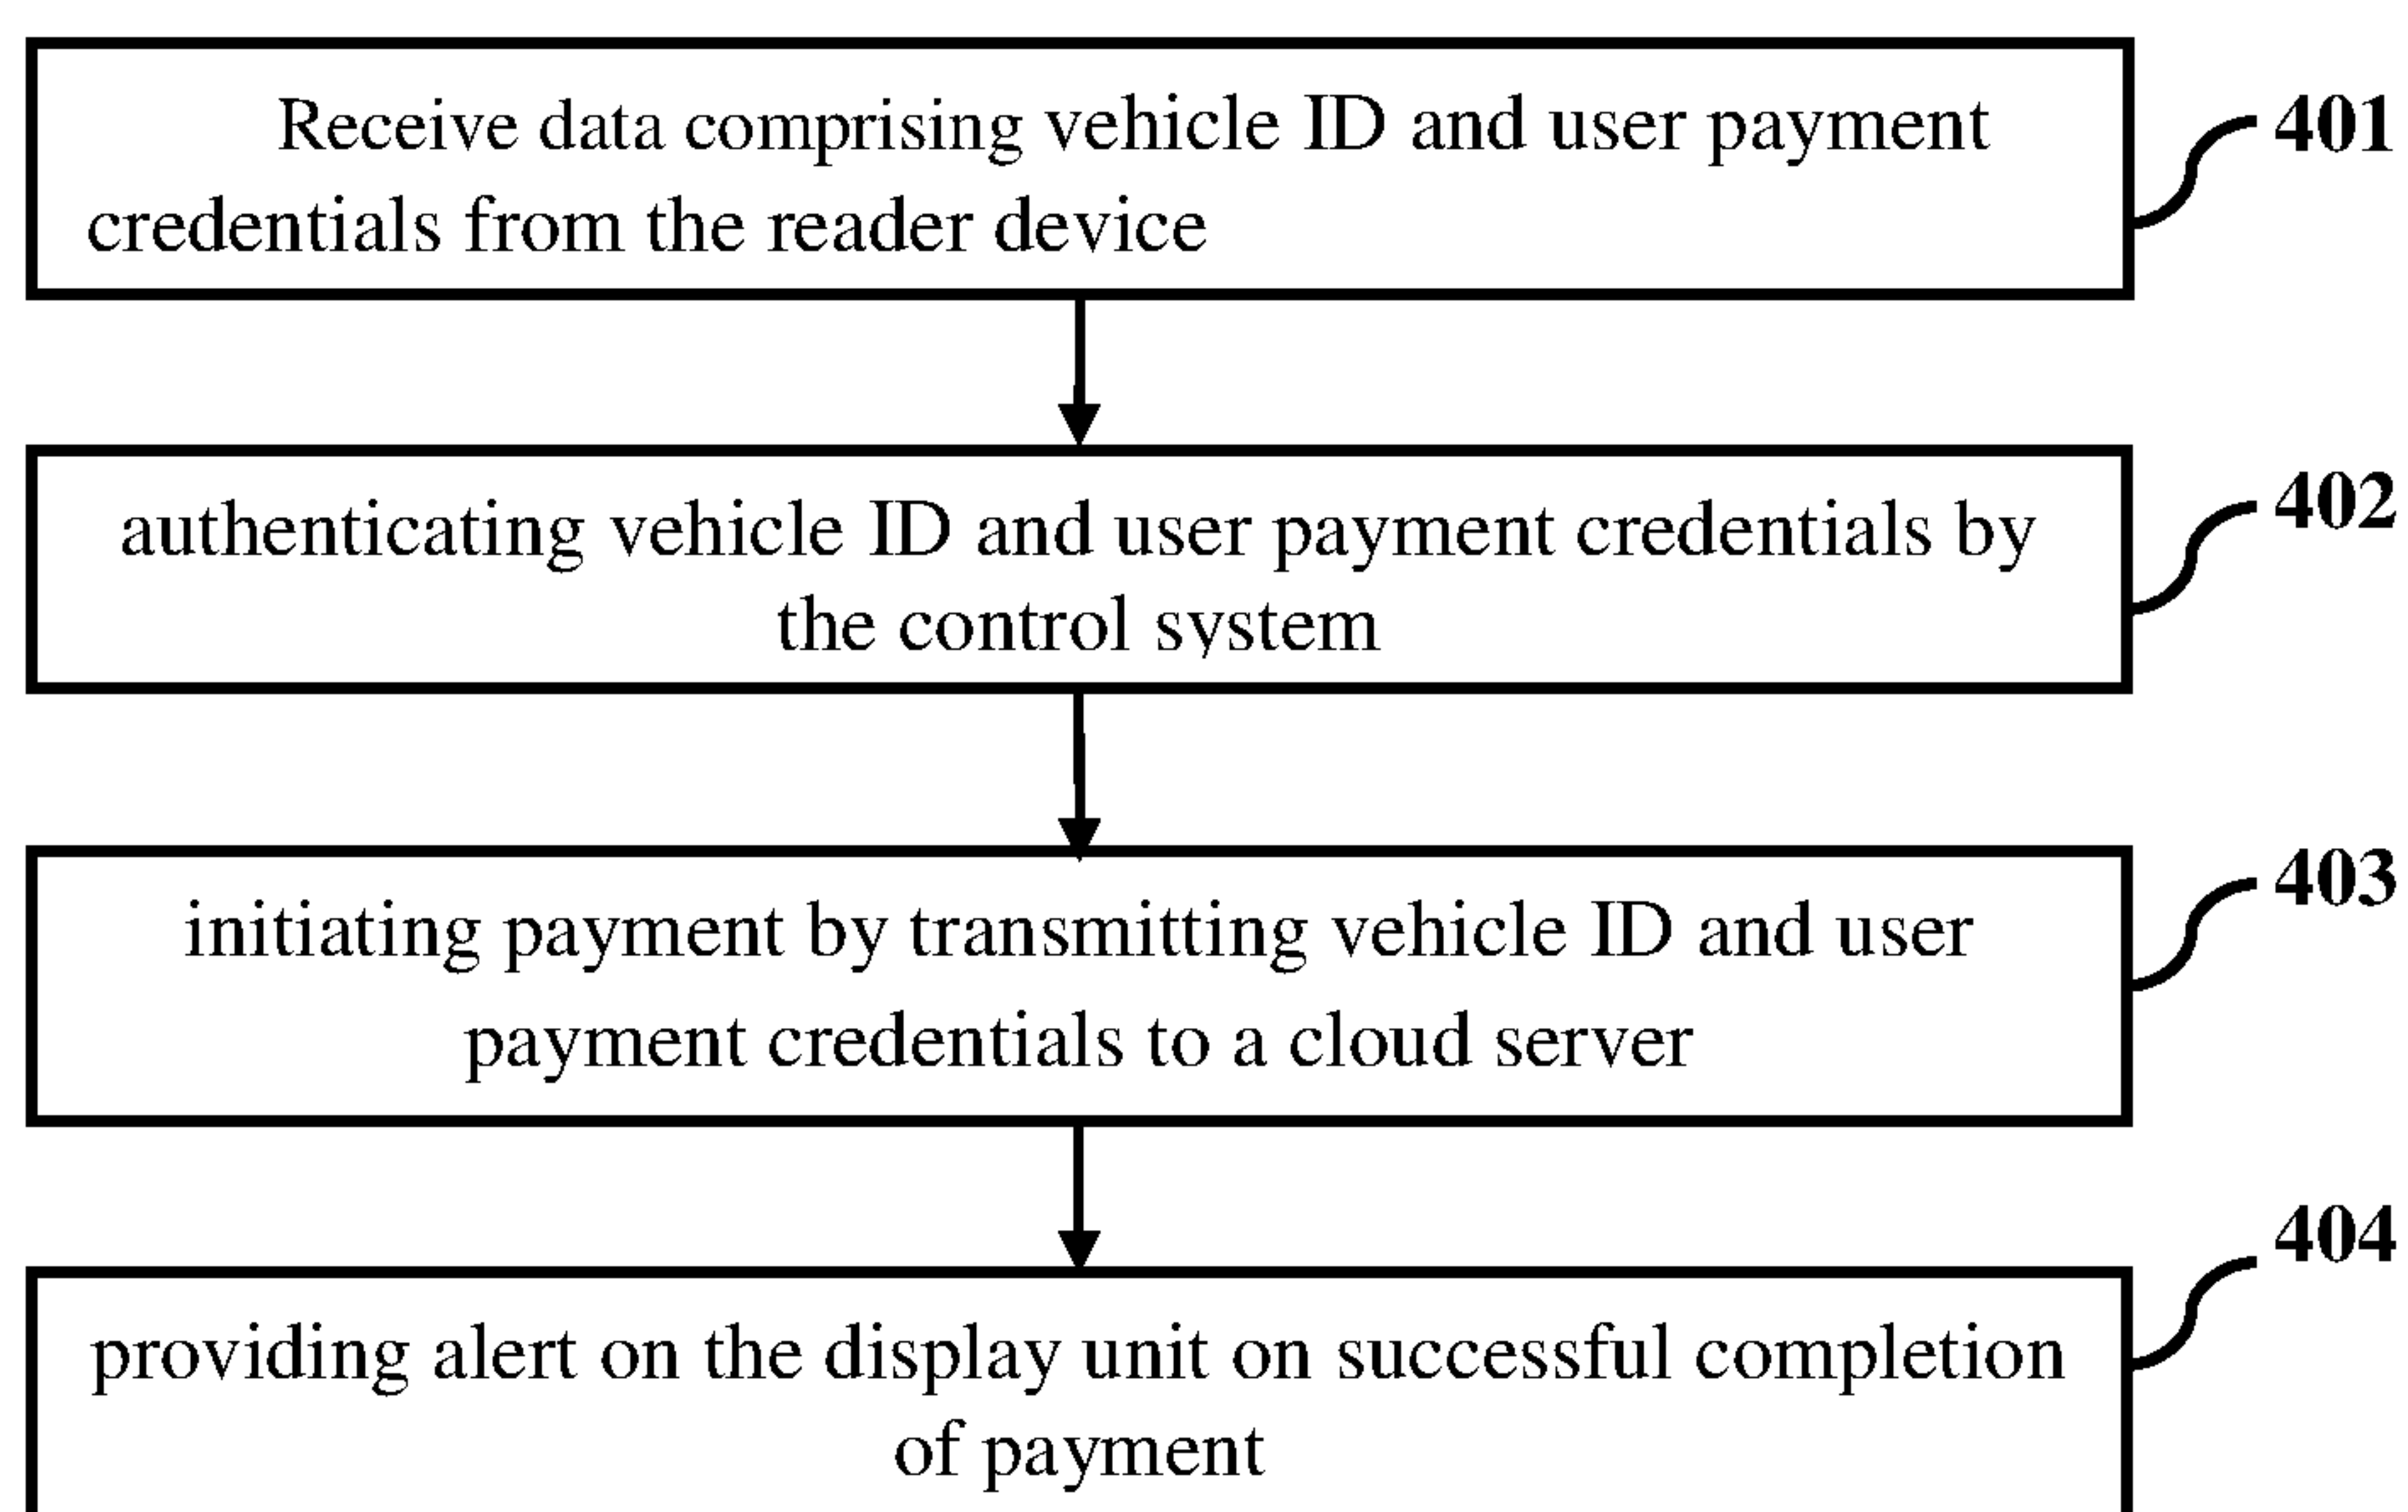 Receive data comprising vehicle ID and user payment
credentials from the reader device
401
authenticating vehicle ID and user payment credentials by
the control system
402
initiating payment by transmitting vehicle ID and user
payment credentials to a cloud server
403
providing alert on the display unit on successful completion
of payment
404